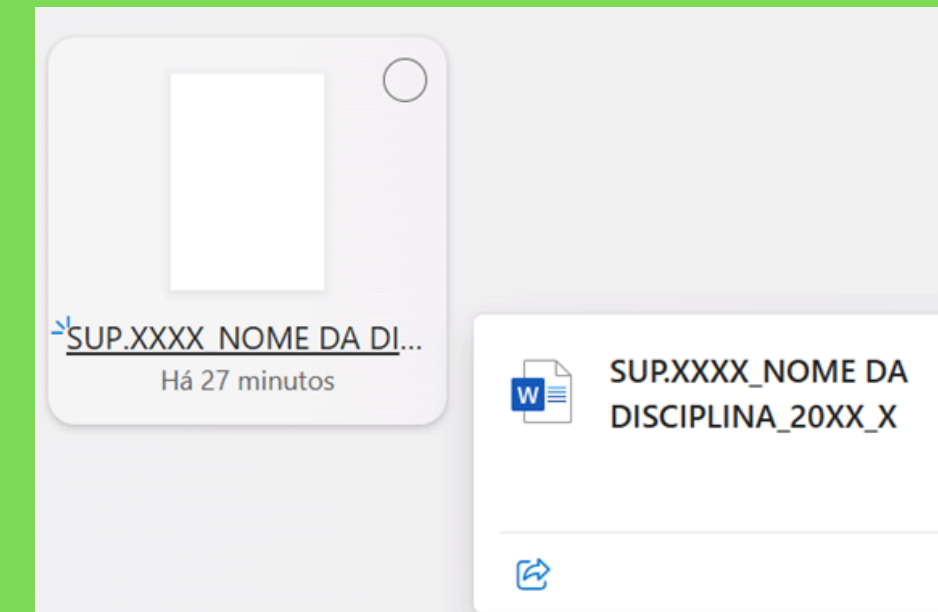 SUP.XXXX_NOME DA DI...
Há 27 minutos
SUP.XXXX_NOME DA
DISCIPLINA_20XX_X
W